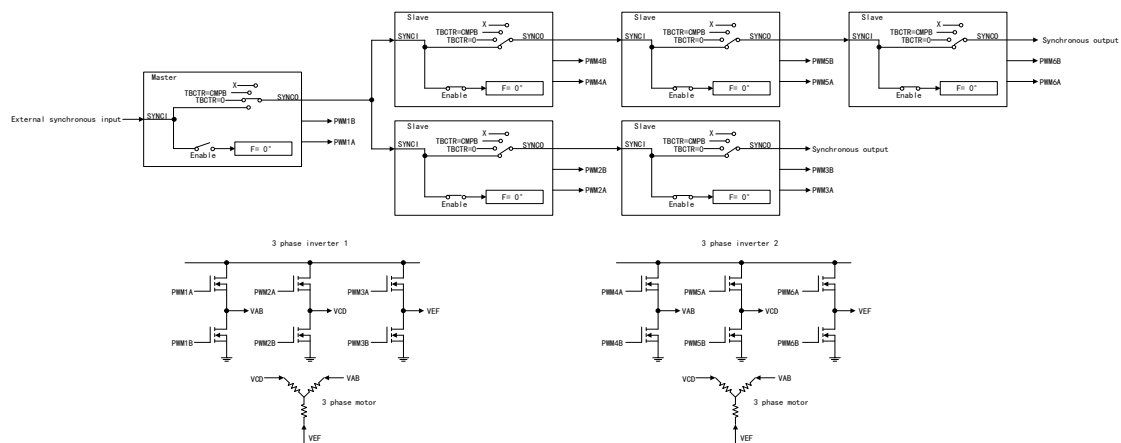 Slave
X
TBCTR=CMPB
TBCTR=0
SYNCI
SYNCO
PWM4B
PWM4A
Enable
F= 0°
Slave
X
TBCTR=CMPB
TBCTR=0
SYNCI
SYNCO
PWM5B
PWM5A
Enable
F= 0°
Slave
X
TBCTR=CMPB
TBCTR=0
SYNCI
SYNCO
Synchronous output
PWM6B
PWM6A
Enable
F= 0°
Master
X
TBCTR=CMPB
TBCTR=0
SYNCO
External synchronous input
SYNCI
PWM1B
PWM1A
Enable
F= 0°
Slave
X
TBCTR=CMPB
TBCTR=0
SYNCI
SYNCO
PWM2B
PWM2A
Enable
F= 0°
Slave
X
TBCTR=CMPB
TBCTR=0
SYNCI
SYNCO
Synchronous output
PWM3B
PWM3A
Enable
F= 0°
3 phase inverter 1
PWM1A
PWM2A
PWM3A
VAB
VCD
VEF
PWM1B
PWM2B
PWM3B
VCD
VAB
3 phase motor
VEF
3 phase inverter 2
PWM4A
PWM5A
PWM6A
VAB
VCD
VEF
PWM4B
PWM5B
PWM6B
VCD
VAB
3 phase motor
VEF